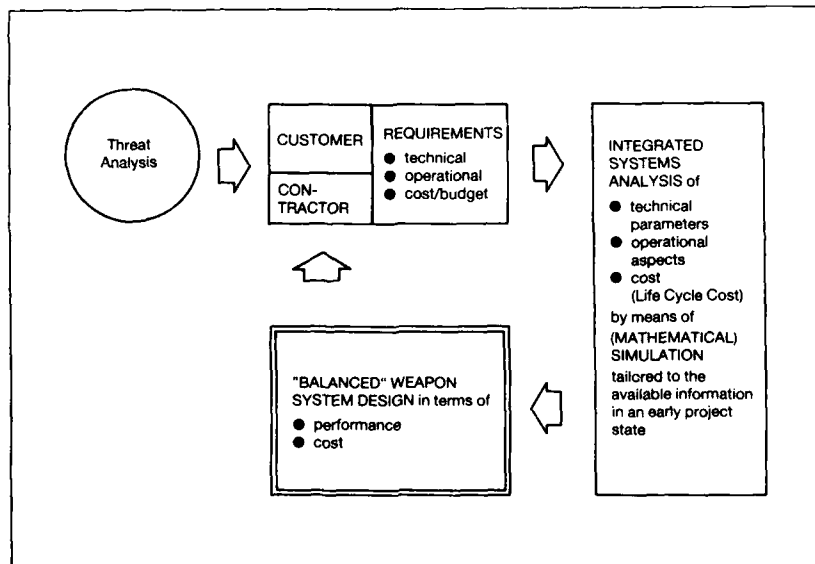 Threat
Analysis
CUSTOMER
CON-
TRACTOR
REQUIREMENTS
● technical
● operational
● cost/budget
INTEGRATED
SYSTEMS
ANALYSIS of
● technical
parameters
● operational
aspects
● cost
(Life Cycle Cost)
by means of
(MATHEMATICAL)
SIMULATION
tailored to the
available information
in an early project
state
"BALANCED“ WEAPON
SYSTEM DESIGN in terms of
● performance
● cost